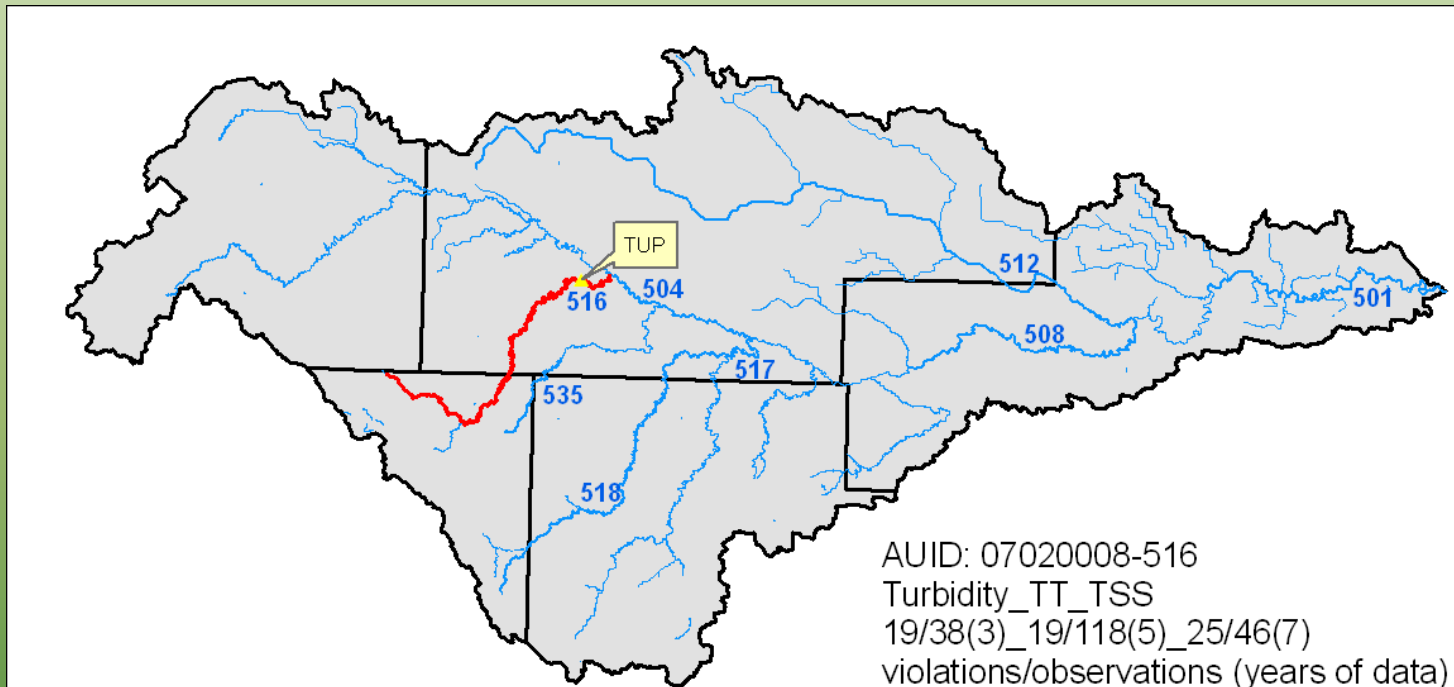 TUP
516
504
512
501
508
517
535
518
AUID: 07020008-516
Turbidity_TT_TSS
19/38(3)_19/118(5)_25/46(7)
violations/observations (years of data)